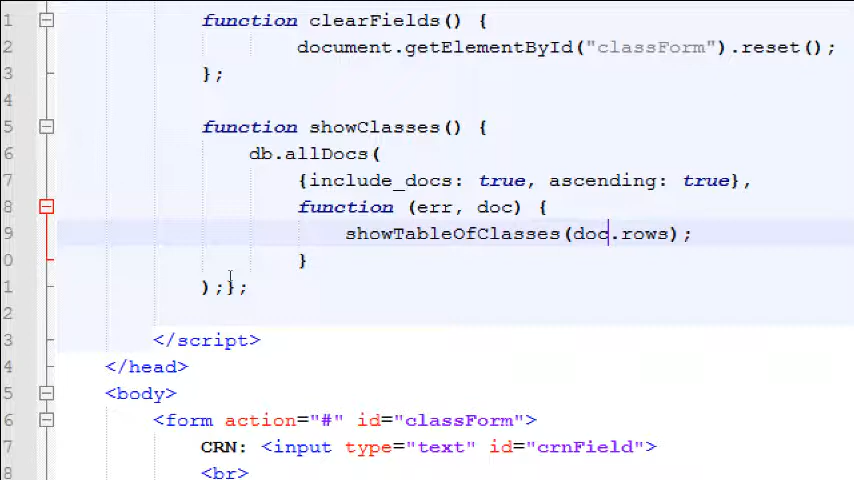 1 function clearFields() {
2 document.getElementById("classForm").reset();
3 };
4
5 function showClasses() {
6 db.allDocs(
7 {include_docs: true, ascending: true},
8 function (err, doc) {
9 showTableOfClasses(doc.rows);
0 }
1 );};
2
3 </script>
4 </head>
5 <body>
6 <form action="#" id="classForm">
7 CRN: <input type="text" id="crnField">
8 <br>